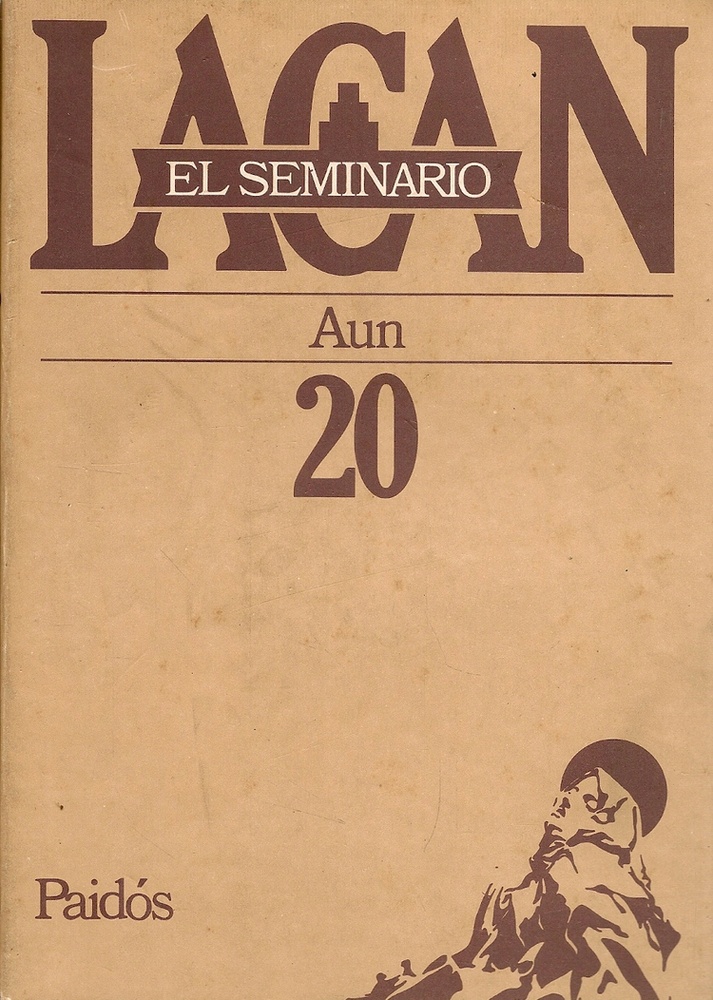 LACAN
EL SEMINARIO
Aun
20
Paidós